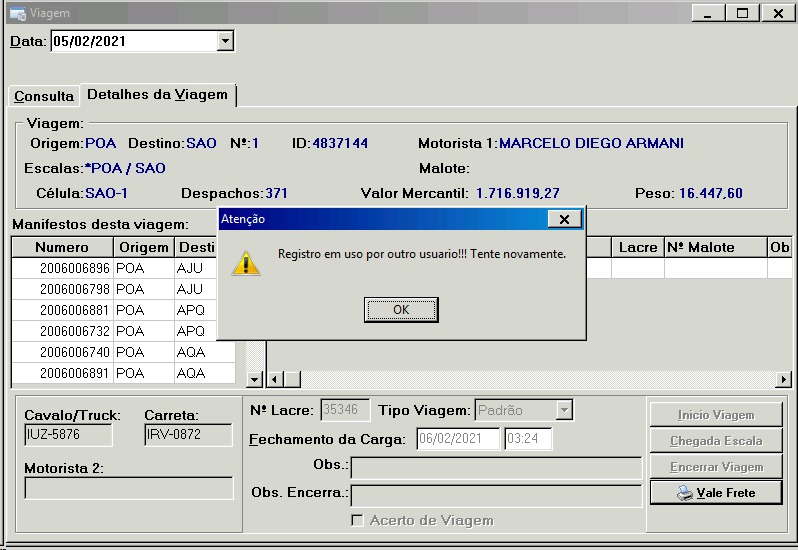 Viagem
Data: 05/02/2021
Consulta Detalhes da Viagem
Viagem:
Origem:POA Destino:SAO Nº:1 ID:4837144 Motorista 1:MARCELO DIEGO ARMANI
Escalas:*POA / SAO Malote:
Célula:SAO-1 Despachos:371 Valor Mercantil: 1.716.919,27 Peso: 16.447,60
Manifestos desta viagem:
Atenção
Numero Origem Desti Lacre Nº Malote Ob
Registro em uso por outro usuario!!! Tente novamente.
2006006896 POA AJU
2006006798 POA AJU
2006006881 POA APQ
OK
2006006732 POA APQ
2006006740 POA AQA
2006006891 POA AQA
Cavalo/Truck: Carreta:
IUZ-5876 IRV-0872
Motorista 2:
Nº Lacre: 35346 Tipo Viagem: Padrão
Fechamento da Carga: 06/02/2021 03:24
Obs.:
Obs. Encerra.:
Acerto de Viagem
Início Viagem
Chegada Escala
Encerrar Viagem
Vale Frete